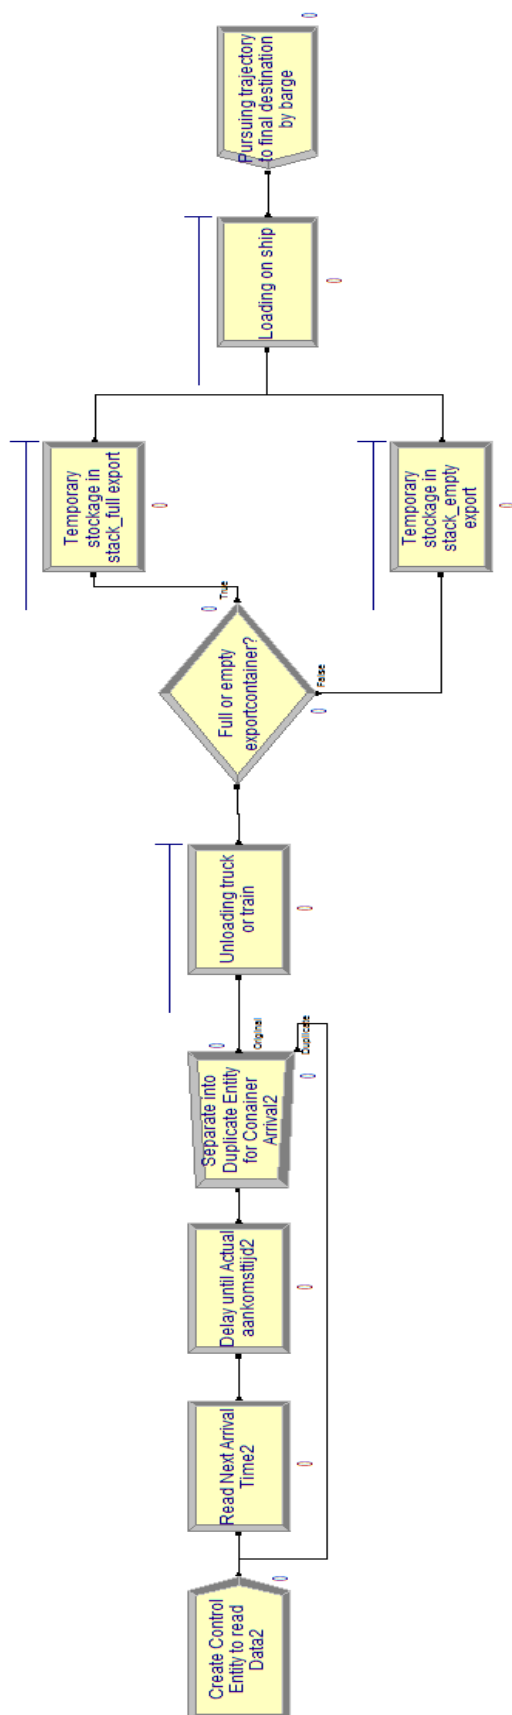 Create Control
Entity to read
Data2
0
Read Next Arrival
Time2
0
Delay until Actual
aankomsttijd2
0
Separate into
Duplicate Entity
for Conainer
Arrival2
0
Original
0
Duplicate
Unloading truck
or train
0
Full or empty
exportcontainer?
0
True
0
False
Temporary
stockage in
stack_full export
0
Temporary
stockage in
stack_empty
export
0
Loading on ship
0
Pursuing trajectory
to final destination
by barge
0